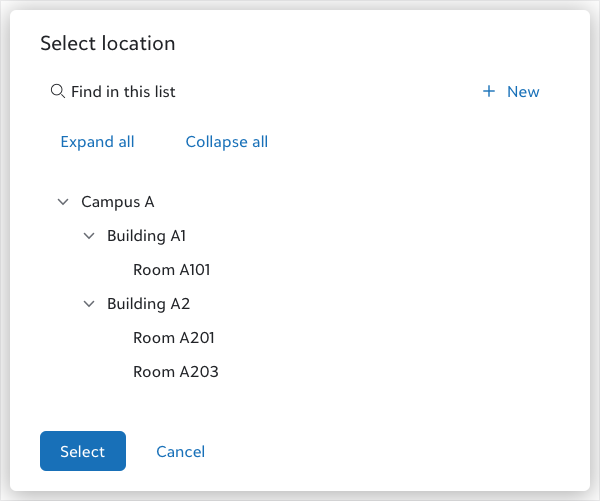 Select location
Find in this list
New
Expand all Collapse all
Campus A
Building A1
Room A101
Building A2
Room A201
Room A203
Select Cancel